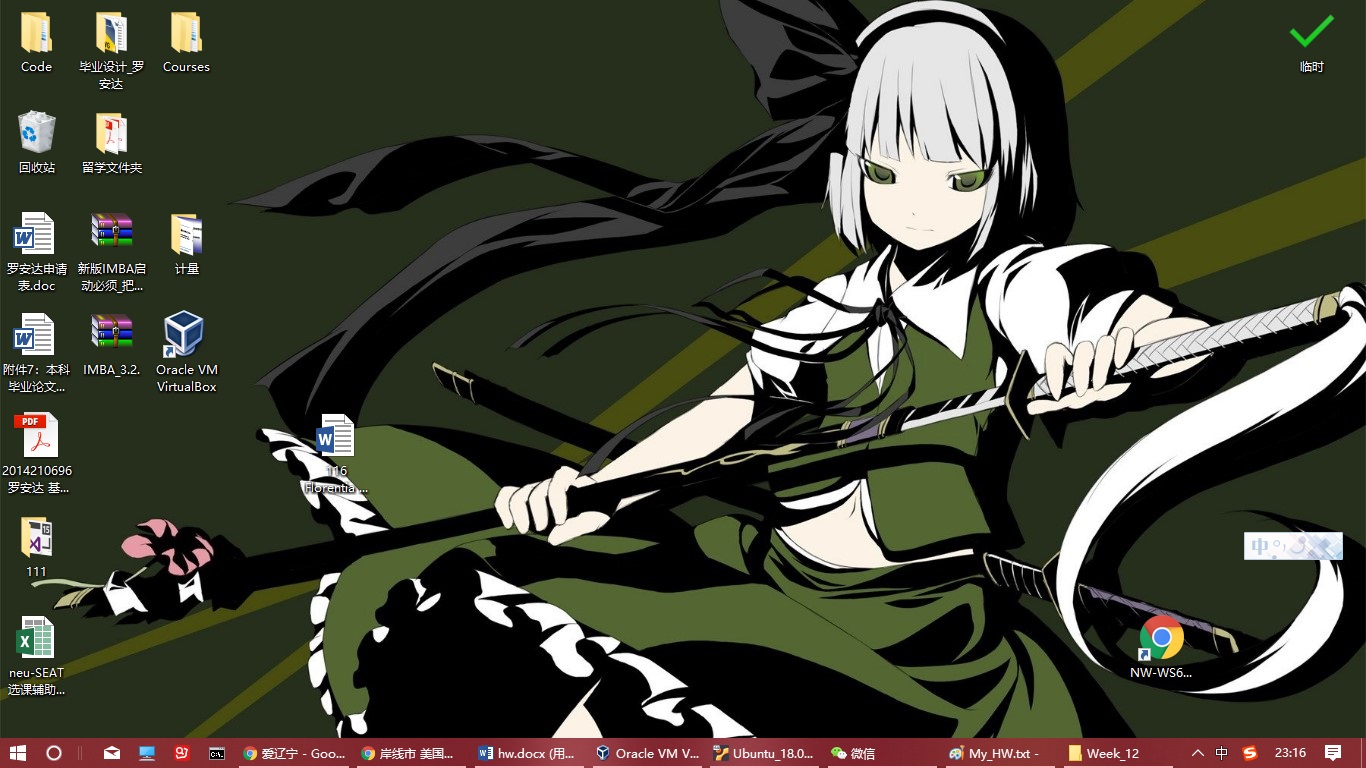 Code
毕业设计_罗
安达
Courses
临时
回收站
留学文件夹
罗安达申请
表.doc
新版IMBA启
动必须_把...
计量
附件7：本科
毕业论文...
IMBA_3.2.
Oracle VM
VirtualBox
PDF
2014210696
罗安达 基...
116
Florentia ...
111
中
neu-SEAT
选课辅助...
NW-WS6...
爱辽宁 - Goo...
岸线市 美国...
hw.docx (用...
Oracle VM V...
Ubuntu_18.0...
微信
My_HW.txt -
Week_12
中
23:16